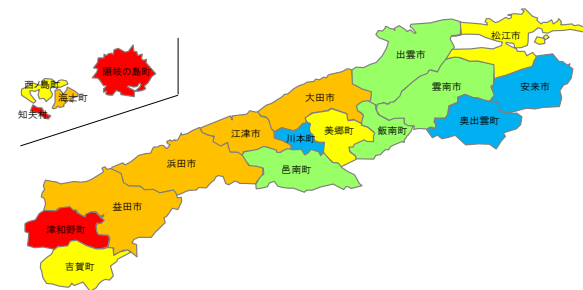 松江市
出雲市
隠岐の島町
雲南市
安来市
西ノ島町
海士町
大田市
知夫村
奥出雲町
江津市
美郷町
飯南町
川本町
浜田市
邑南町
益田市
津和野町
吉賀町